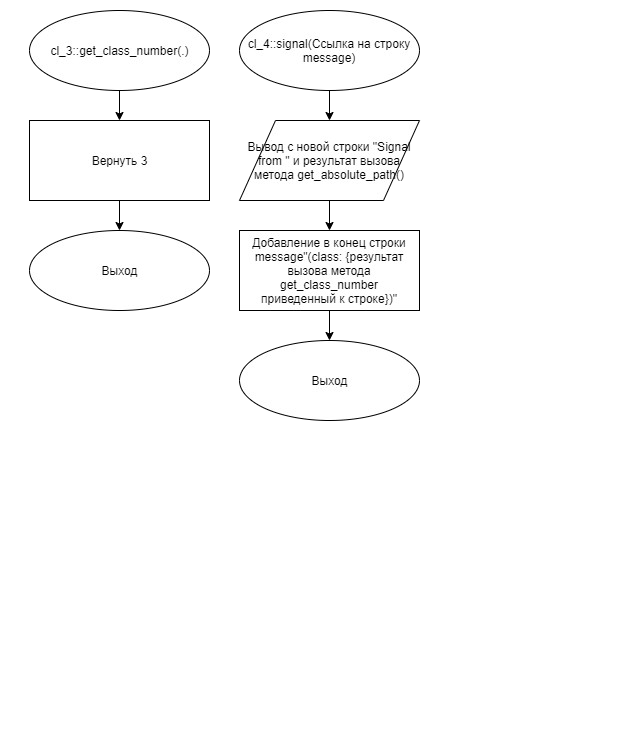 cl_3::get_class_number(.)
Вернуть 3
Выход
cl_4::signal(Ссылка на строку
message)
Вывод с новой строки "Signal
from " и результат вызова
метода get_absolute_path()
Добавление в конец строки
message"(class: {результат
вызова метода
get_class_number
приведенный к строке})"
Выход